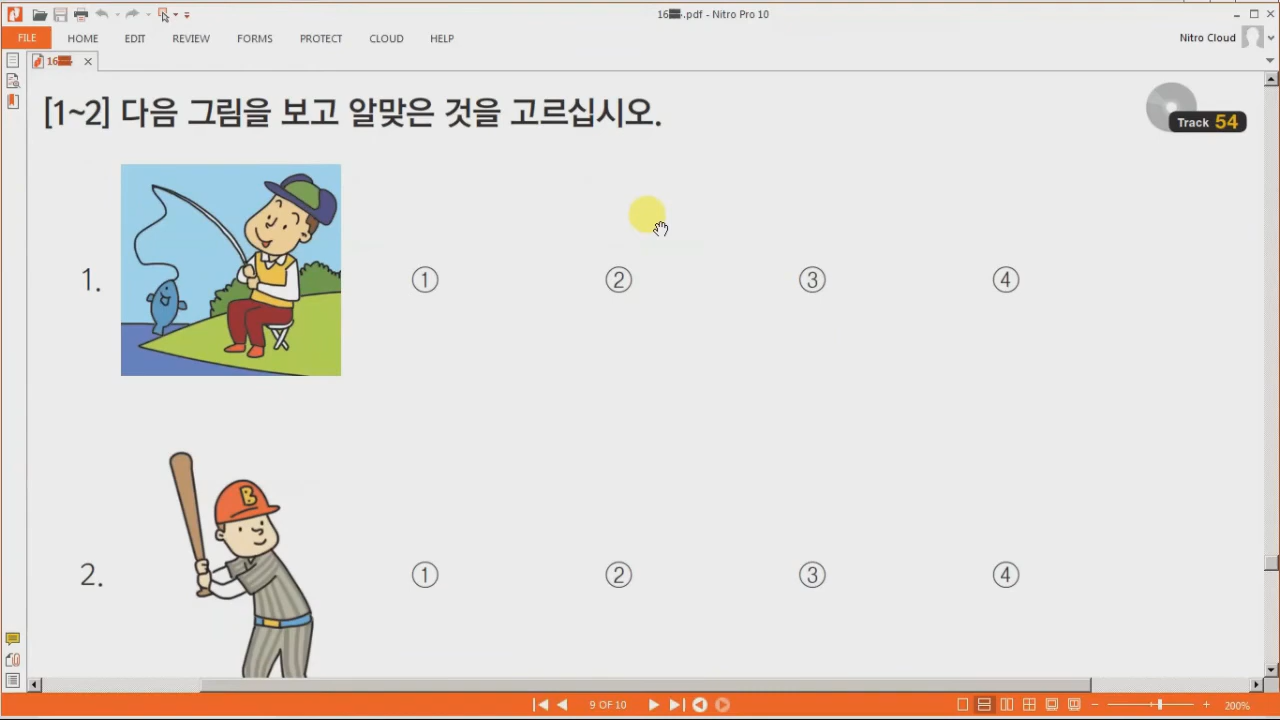 .pdf - Nitro Pro 10
FILE HOME EDIT REVIEW FORMS PROTECT CLOUD HELP
Nitro Cloud
16
[1~2] 다음 그림을 보고 알맞은 것을 고르십시오.
Track 54
1. ① ② ③ ④
B
2. ① ② ③ ④
9 OF 10
200%